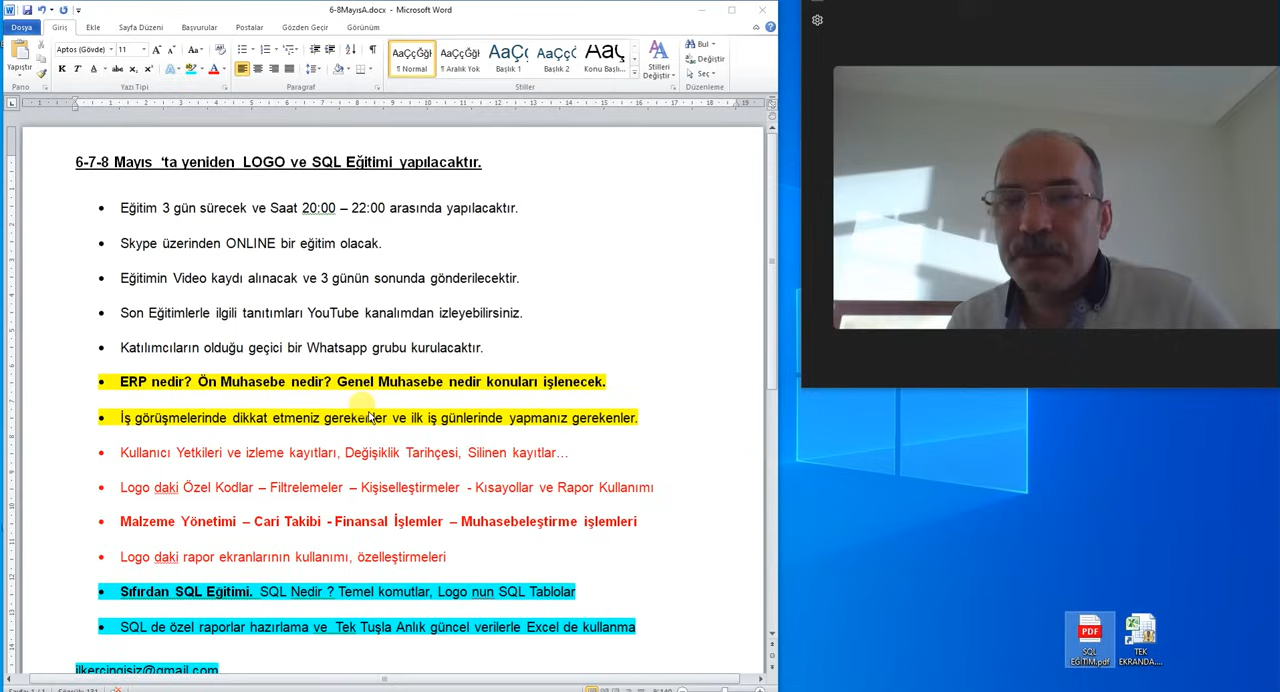 6-8MayısA.docx - Microsoft Word
Dosya Giriş Ekle Sayfa Düzeni Başvurular Postalar Gözden Geçir Görünüm
Aptos (Gövde) 11
Yapıştır
AaÇçĞğI AaÇçĞğI AaÇç AaÇçĞ AaÇ
¶ Normal ¶ Aralık Yok Başlık 1 Başlık 2 Konu Başlı...
Stilleri Değiştir
Bul
Değiştir
Seç
Pano Yazı Tipi Paragraf Stiller Düzenleme
6-7-8 Mayıs ‘ta yeniden LOGO ve SQL Eğitimi yapılacaktır.
• Eğitim 3 gün sürecek ve Saat 20:00 – 22:00 arasında yapılacaktır.
• Skype üzerinden ONLINE bir eğitim olacak.
• Eğitimin Video kaydı alınacak ve 3 günün sonunda gönderilecektir.
• Son Eğitimlerle ilgili tanıtımları YouTube kanalımdan izleyebilirsiniz.
• Katılımcıların olduğu geçici bir Whatsapp grubu kurulacaktır.
• ERP nedir? Ön Muhasebe nedir? Genel Muhasebe nedir konuları işlenecek.
• İş görüşmelerinde dikkat etmeniz gerekenler ve ilk iş günlerinde yapmanız gerekenler.
• Kullanıcı Yetkileri ve izleme kayıtları, Değişiklik Tarihçesi, Silinen kayıtlar…
• Logo daki Özel Kodlar – Filtrelemeler – Kişiselleştirmeler - Kısayollar ve Rapor Kullanımı
• Malzeme Yönetimi – Cari Takibi - Finansal İşlemler – Muhasebeleştirme işlemleri
• Logo daki rapor ekranlarının kullanımı, özelleştirmeleri
• Sıfırdan SQL Eğitimi. SQL Nedir ? Temel komutlar, Logo nun SQL Tablolar
• SQL de özel raporlar hazırlama ve Tek Tuşla Anlık güncel verilerle Excel de kullanma
ilkercingisiz@gmail.com
PDF
SQL EĞİTİM.pdf
TEK EKRANDA....